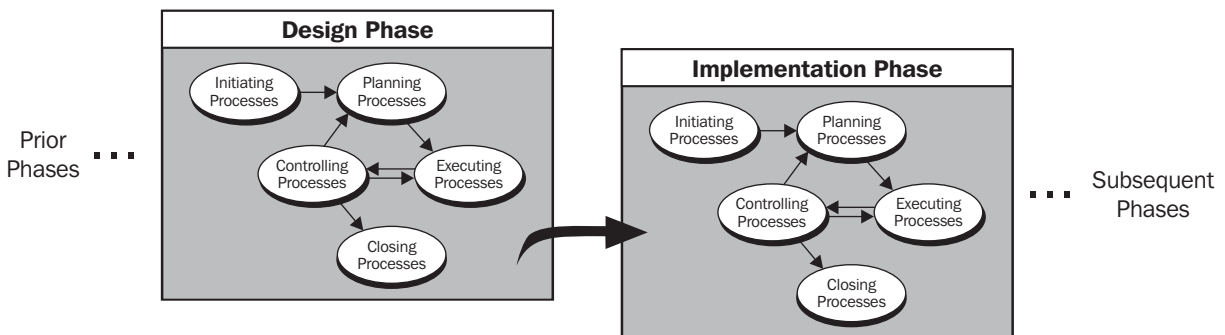 Design Phase
Initiating
Processes
Planning
Processes
Controlling
Processes
Executing
Processes
Closing
Processes
Prior
Phases
Implementation Phase
Initiating
Processes
Planning
Processes
Controlling
Processes
Executing
Processes
Closing
Processes
Subsequent
Phases